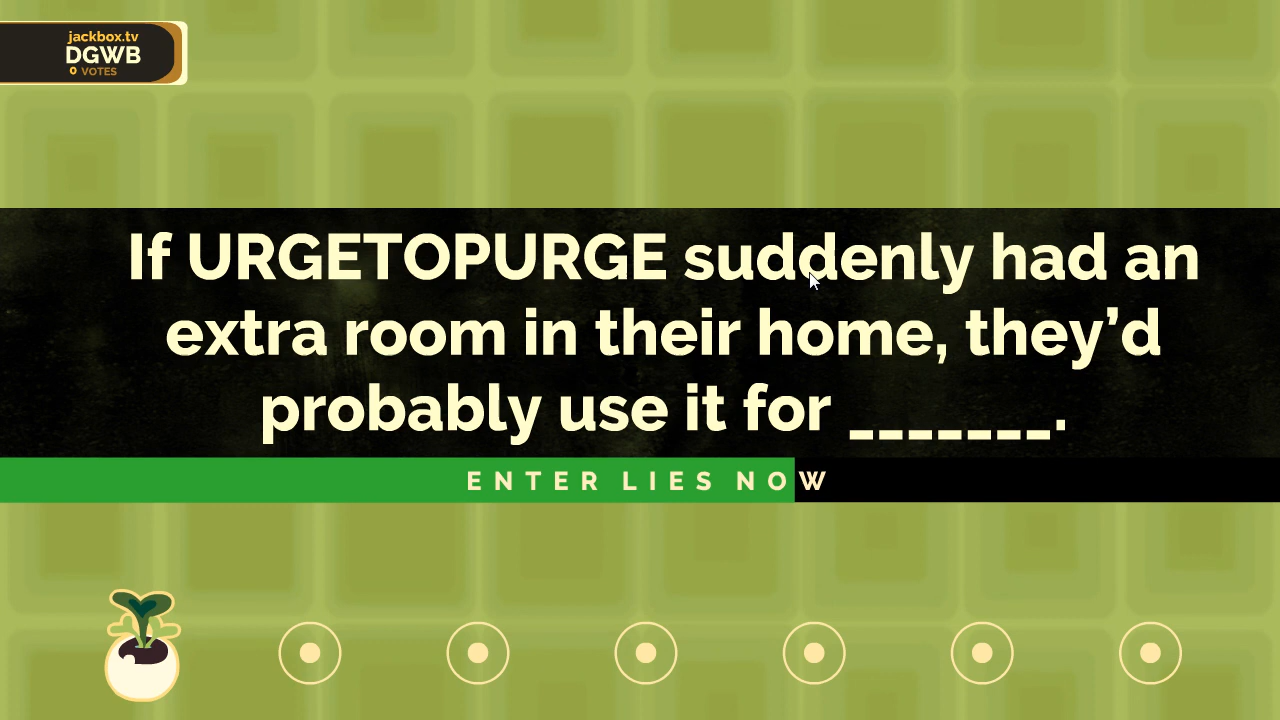 jackbox.tv
DGWB
0 VOTES
If URGETOPURGE suddenly had an
extra room in their home, they’d
probably use it for _______.
ENTER LIES NOW